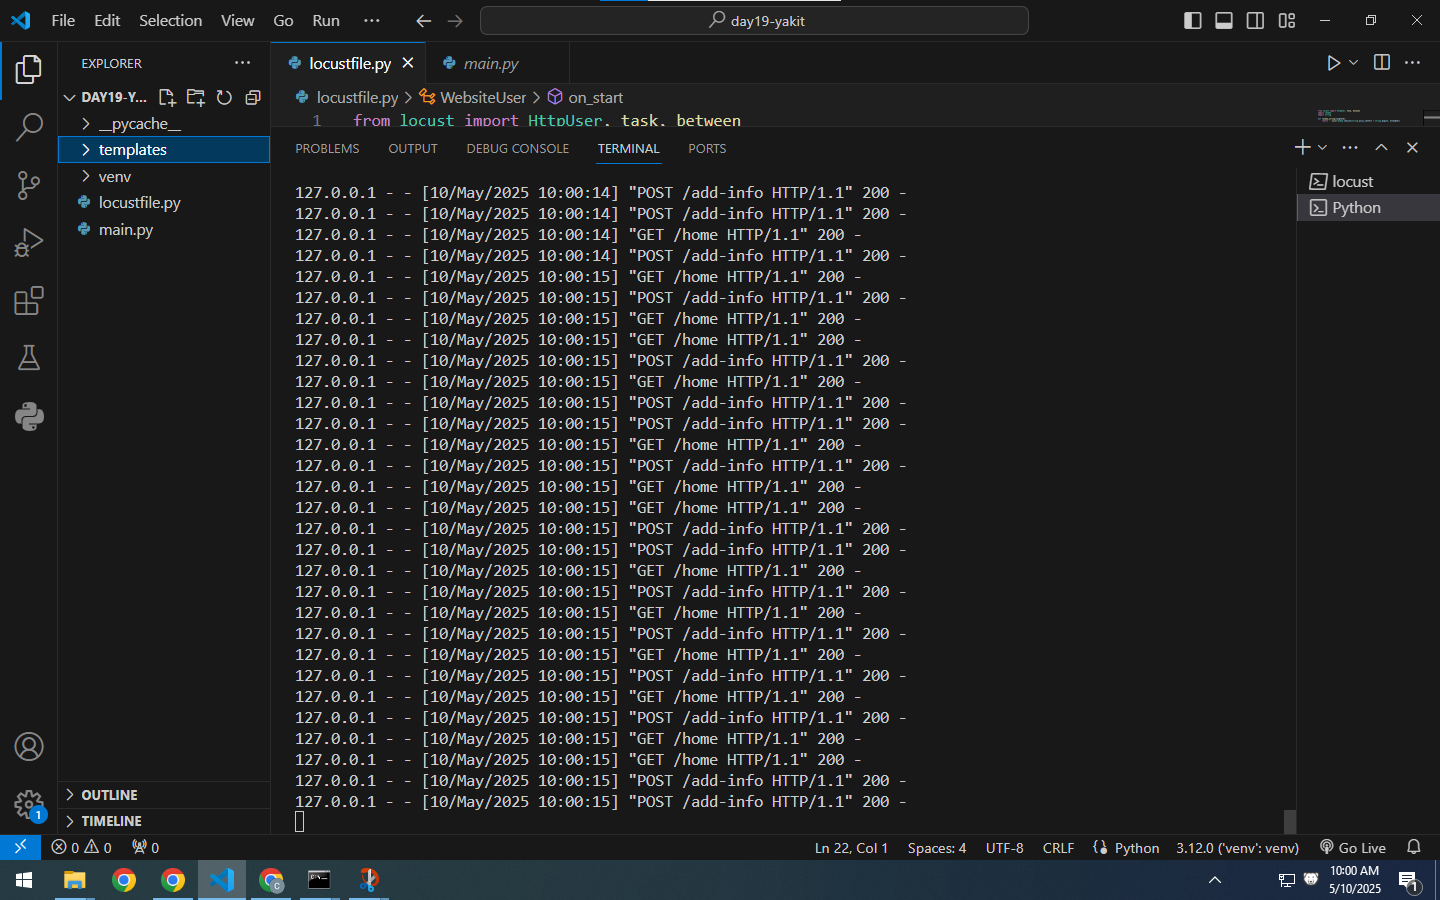 File Edit Selection View Go Run ···
day19-yakit
EXPLORER
DAY19-Y...
__pycache__
templates
venv
locustfile.py
main.py
OUTLINE
TIMELINE
locustfile.py
main.py
locustfile.py > WebsiteUser > on_start
1 from locust import HttpUser, task, between
PROBLEMS OUTPUT DEBUG CONSOLE TERMINAL PORTS
127.0.0.1 - - [10/May/2025 10:00:14] "POST /add-info HTTP/1.1" 200 -
127.0.0.1 - - [10/May/2025 10:00:14] "POST /add-info HTTP/1.1" 200 -
127.0.0.1 - - [10/May/2025 10:00:14] "GET /home HTTP/1.1" 200 -
127.0.0.1 - - [10/May/2025 10:00:14] "POST /add-info HTTP/1.1" 200 -
127.0.0.1 - - [10/May/2025 10:00:15] "GET /home HTTP/1.1" 200 -
127.0.0.1 - - [10/May/2025 10:00:15] "POST /add-info HTTP/1.1" 200 -
127.0.0.1 - - [10/May/2025 10:00:15] "GET /home HTTP/1.1" 200 -
127.0.0.1 - - [10/May/2025 10:00:15] "GET /home HTTP/1.1" 200 -
127.0.0.1 - - [10/May/2025 10:00:15] "POST /add-info HTTP/1.1" 200 -
127.0.0.1 - - [10/May/2025 10:00:15] "GET /home HTTP/1.1" 200 -
127.0.0.1 - - [10/May/2025 10:00:15] "POST /add-info HTTP/1.1" 200 -
127.0.0.1 - - [10/May/2025 10:00:15] "POST /add-info HTTP/1.1" 200 -
127.0.0.1 - - [10/May/2025 10:00:15] "GET /home HTTP/1.1" 200 -
127.0.0.1 - - [10/May/2025 10:00:15] "POST /add-info HTTP/1.1" 200 -
127.0.0.1 - - [10/May/2025 10:00:15] "GET /home HTTP/1.1" 200 -
127.0.0.1 - - [10/May/2025 10:00:15] "GET /home HTTP/1.1" 200 -
127.0.0.1 - - [10/May/2025 10:00:15] "POST /add-info HTTP/1.1" 200 -
127.0.0.1 - - [10/May/2025 10:00:15] "POST /add-info HTTP/1.1" 200 -
127.0.0.1 - - [10/May/2025 10:00:15] "GET /home HTTP/1.1" 200 -
127.0.0.1 - - [10/May/2025 10:00:15] "POST /add-info HTTP/1.1" 200 -
127.0.0.1 - - [10/May/2025 10:00:15] "GET /home HTTP/1.1" 200 -
127.0.0.1 - - [10/May/2025 10:00:15] "POST /add-info HTTP/1.1" 200 -
127.0.0.1 - - [10/May/2025 10:00:15] "GET /home HTTP/1.1" 200 -
127.0.0.1 - - [10/May/2025 10:00:15] "POST /add-info HTTP/1.1" 200 -
127.0.0.1 - - [10/May/2025 10:00:15] "GET /home HTTP/1.1" 200 -
127.0.0.1 - - [10/May/2025 10:00:15] "POST /add-info HTTP/1.1" 200 -
127.0.0.1 - - [10/May/2025 10:00:15] "GET /home HTTP/1.1" 200 -
127.0.0.1 - - [10/May/2025 10:00:15] "GET /home HTTP/1.1" 200 -
127.0.0.1 - - [10/May/2025 10:00:15] "POST /add-info HTTP/1.1" 200 -
127.0.0.1 - - [10/May/2025 10:00:15] "POST /add-info HTTP/1.1" 200 -
locust
Python
1
0 0 0 Ln 22, Col 1 Spaces: 4 UTF-8 CRLF Python 3.12.0 ('venv': venv) Go Live
10:00 AM
5/10/2025
1